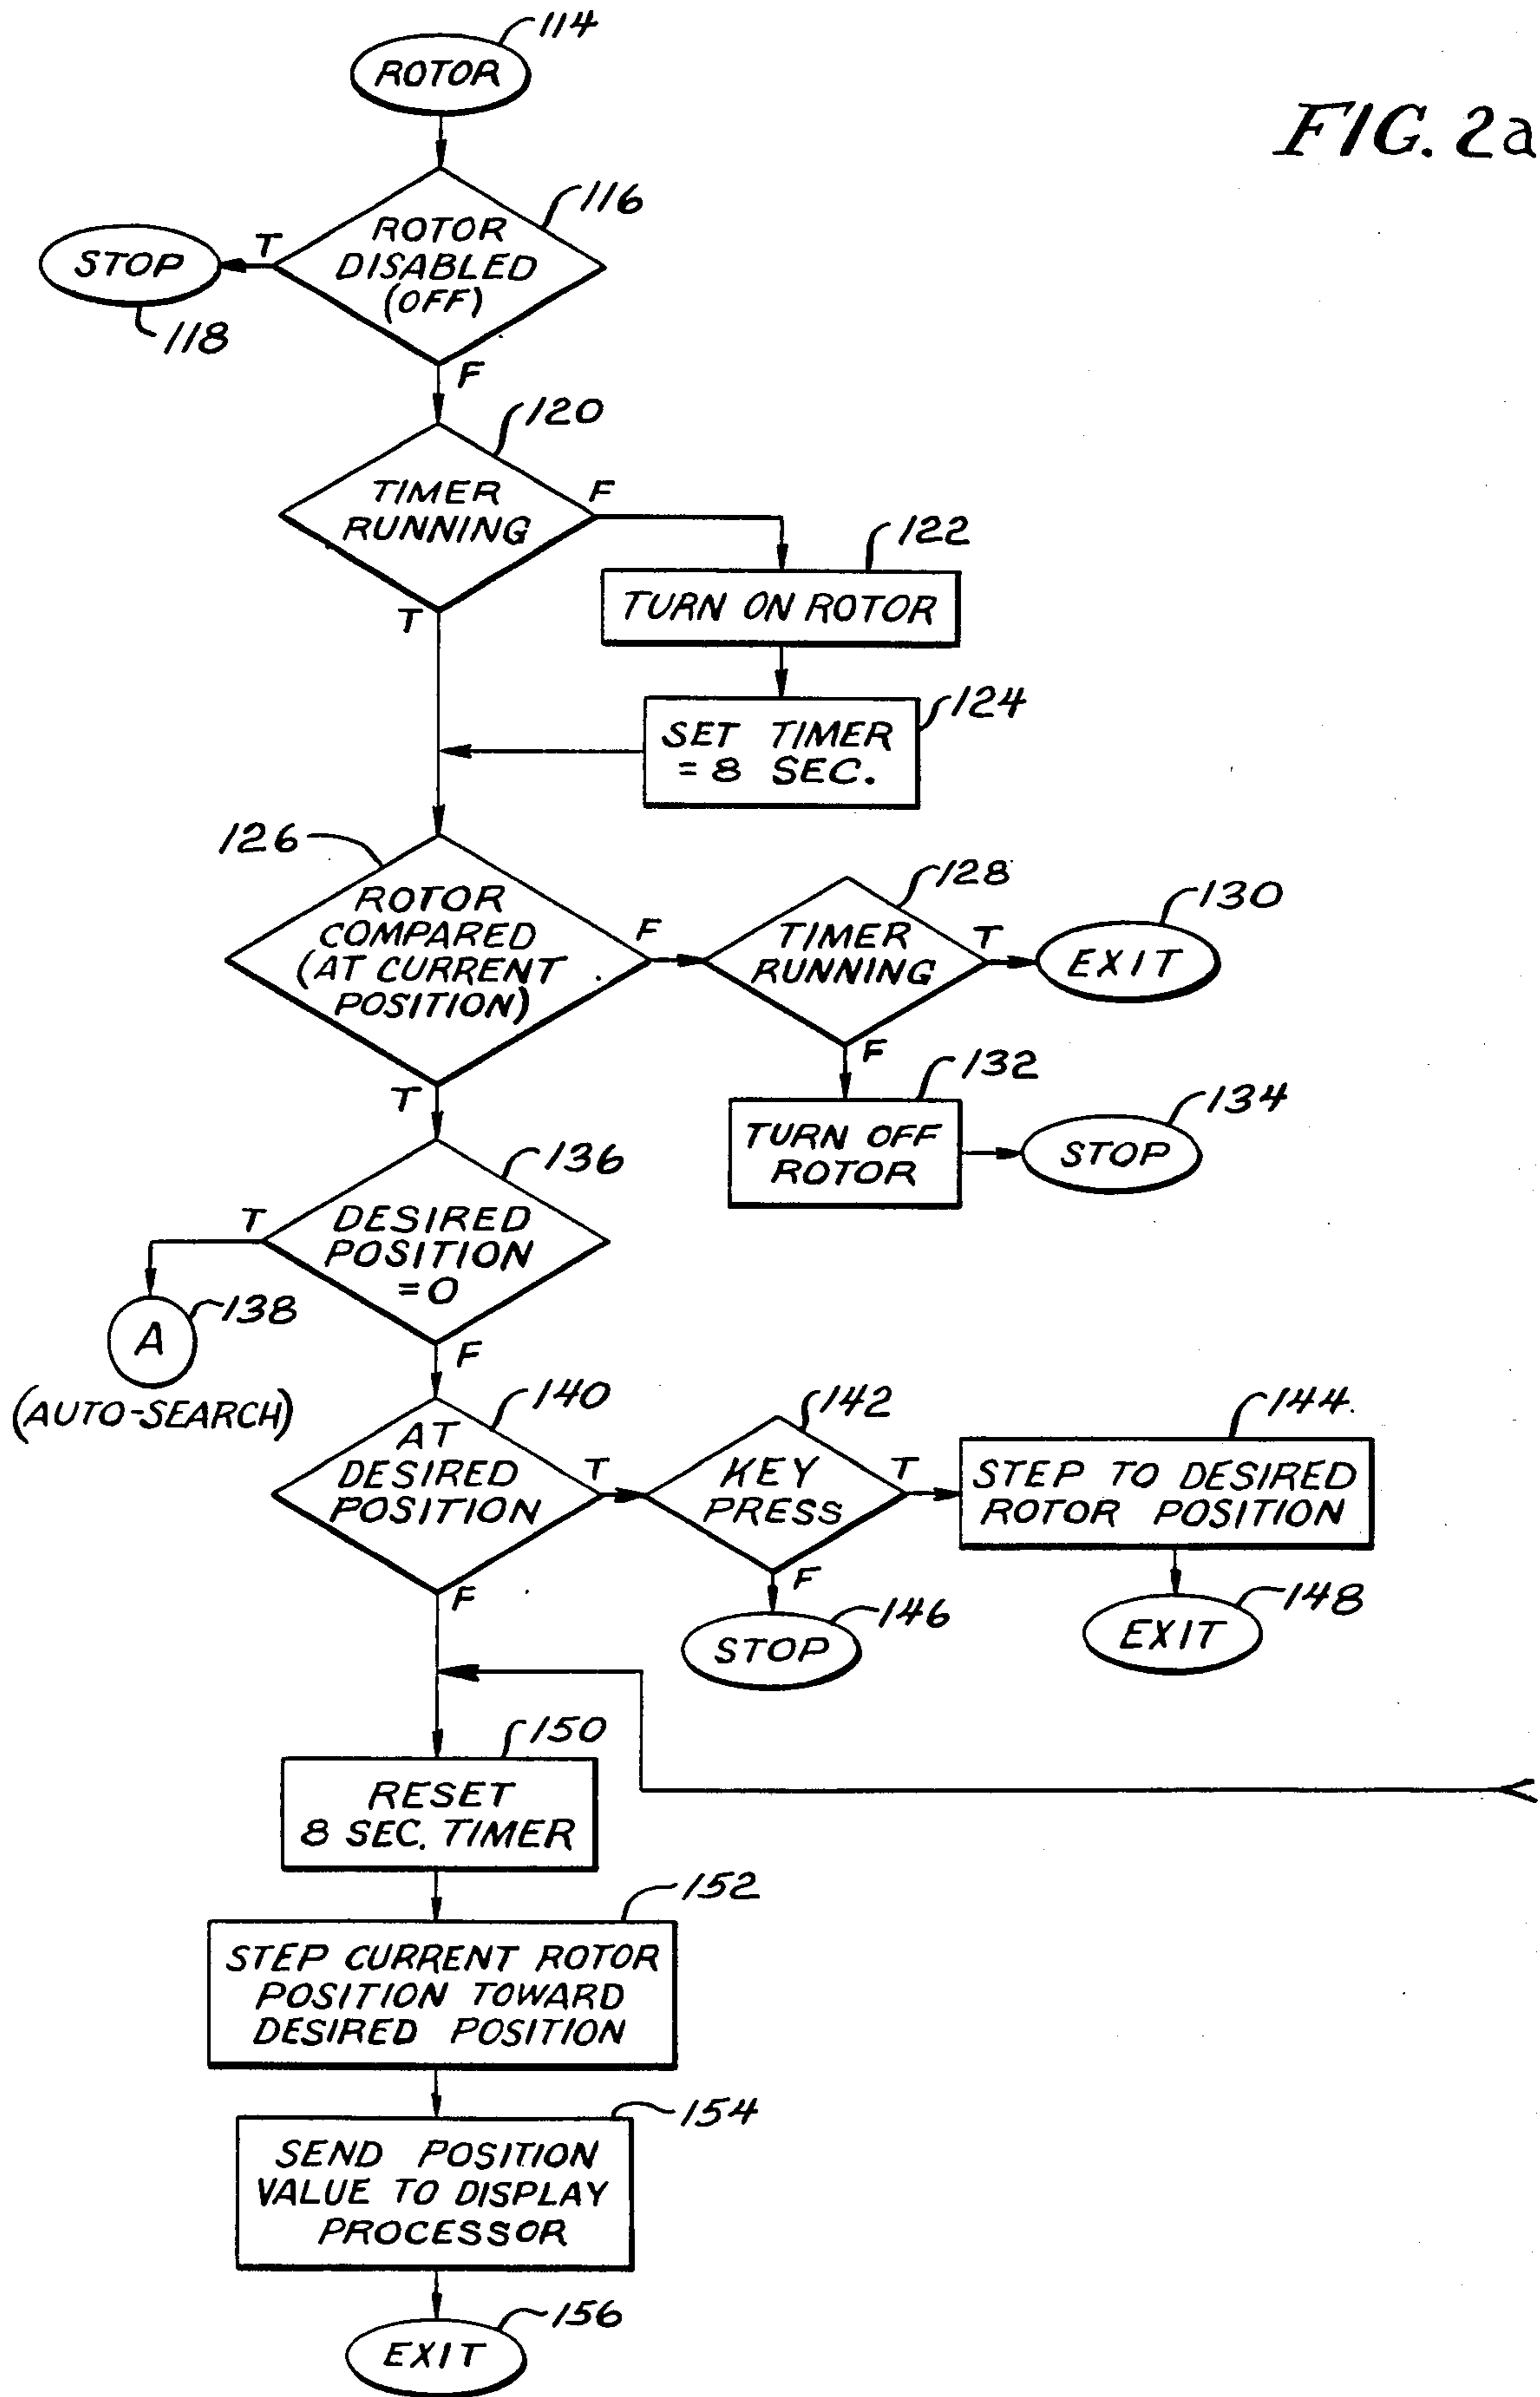 114
ROTOR
FIG. 2a
116
ROTOR
DISABLED
(OFF)
T
STOP
118
F
120
TIMER
RUNNING
F
T
122
TURN ON ROTOR
124
SET TIMER
= 8 SEC.
126
ROTOR
COMPARED
(AT CURRENT
POSITION)
F
128
TIMER
RUNNING
T
130
EXIT
F
132
TURN OFF
ROTOR
134
STOP
T
136
DESIRED
POSITION
= 0
T
138
A
(AUTO-SEARCH)
F
140
AT
DESIRED
POSITION
T
142
KEY
PRESS
T
144
STEP TO DESIRED
ROTOR POSITION
F
146
STOP
148
EXIT
F
150
RESET
8 SEC. TIMER
152
STEP CURRENT ROTOR
POSITION TOWARD
DESIRED POSITION
154
SEND POSITION
VALUE TO DISPLAY
PROCESSOR
156
EXIT